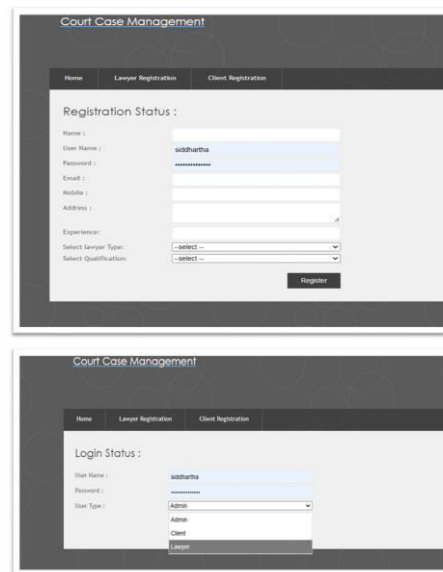 Court Case Management
Home Lawyer Registration Client Registration
Registration Status :
Name :
User Name : siddhartha
Password : ••••••••••••••
Email :
Mobile :
Address :
Experience:
Select lawyer Type: --select --
Select Qualification: --select --
Register
Court Case Management
Home Lawyer Registration Client Registration
Login Status :
User Name : siddhartha
Password : ••••••••••••••
User Type : Admin
Admin
Client
Lawyer